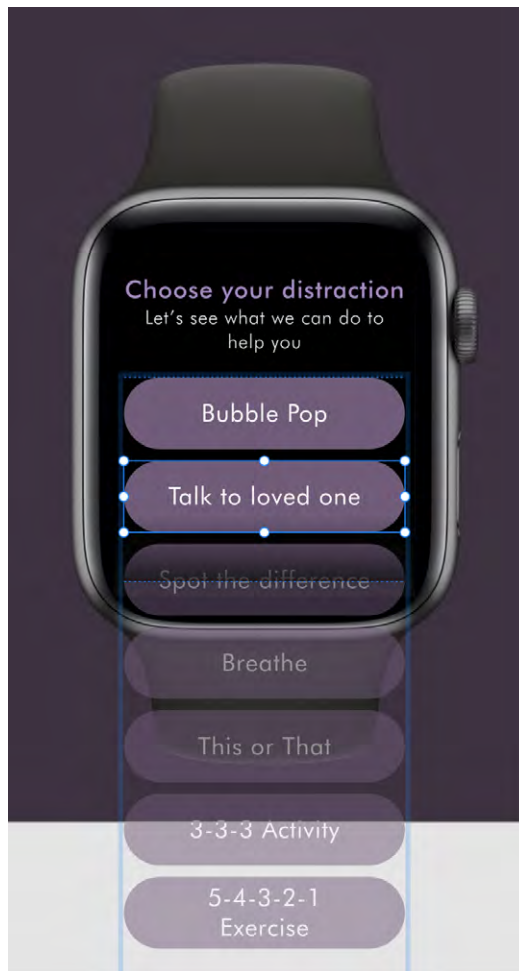 Choose your distraction
Let's see what we can do to
help you
Bubble Pop
Talk to loved one
Spot the difference
Breathe
This or That
3-3-3 Activity
5-4-3-2-1
Exercise